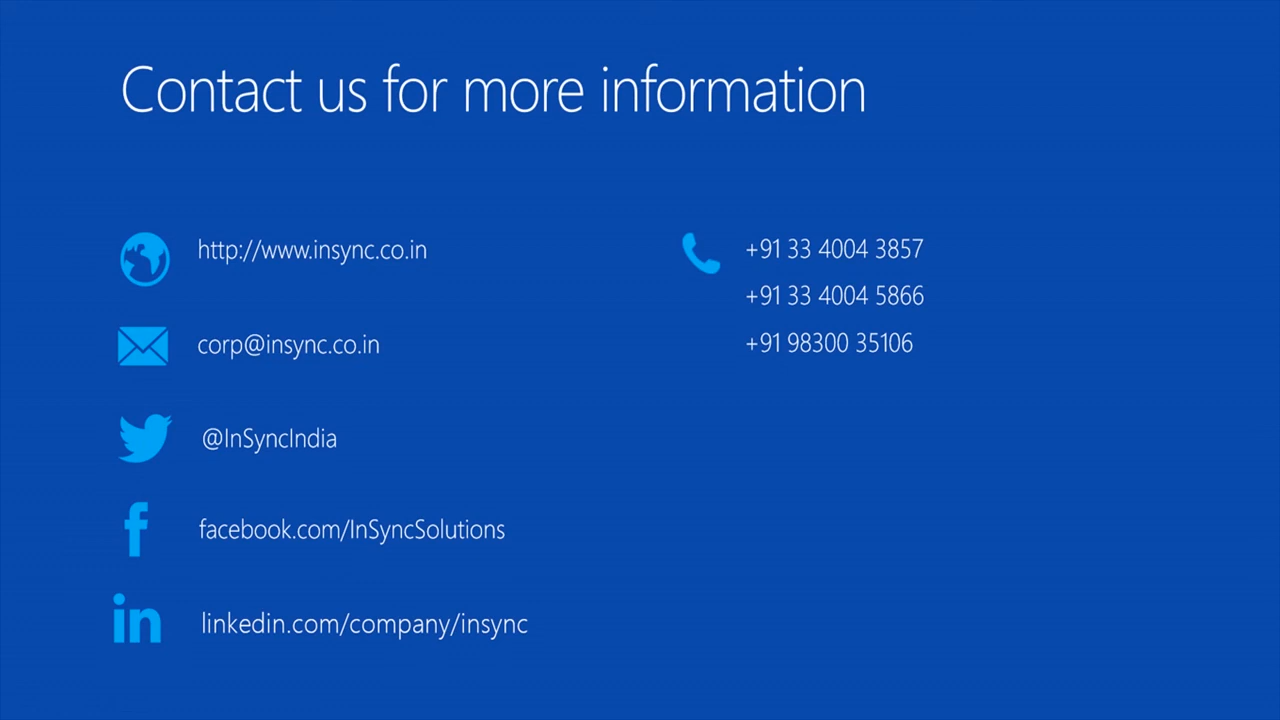 Contact us for more information
http://www.insync.co.in
corp@insync.co.in
@InSyncIndia
facebook.com/InSyncSolutions
linkedin.com/company/insync
+91 33 4004 3857
+91 33 4004 5866
+91 98300 35106